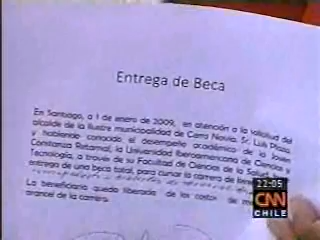 Entrega de Beca
En Santiago, a 1 de enero de 2009, en atención a la solicitud del
alcalde de la Ilustre municipalidad de Cerro Navia, Sr. Luis Plaza,
y habiendo conocido el desempeño académico de la joven
Constanza Retamal, la Universidad Iberoamericana de Ciencias y
Tecnología, a través de su Facultad de Ciencias de la Salud, hace
entrega de una beca total, para cursar la carrera de
La beneficiaria queda liberada de los costos de
arancel de la carrera.
22:05
CNN
CHILE